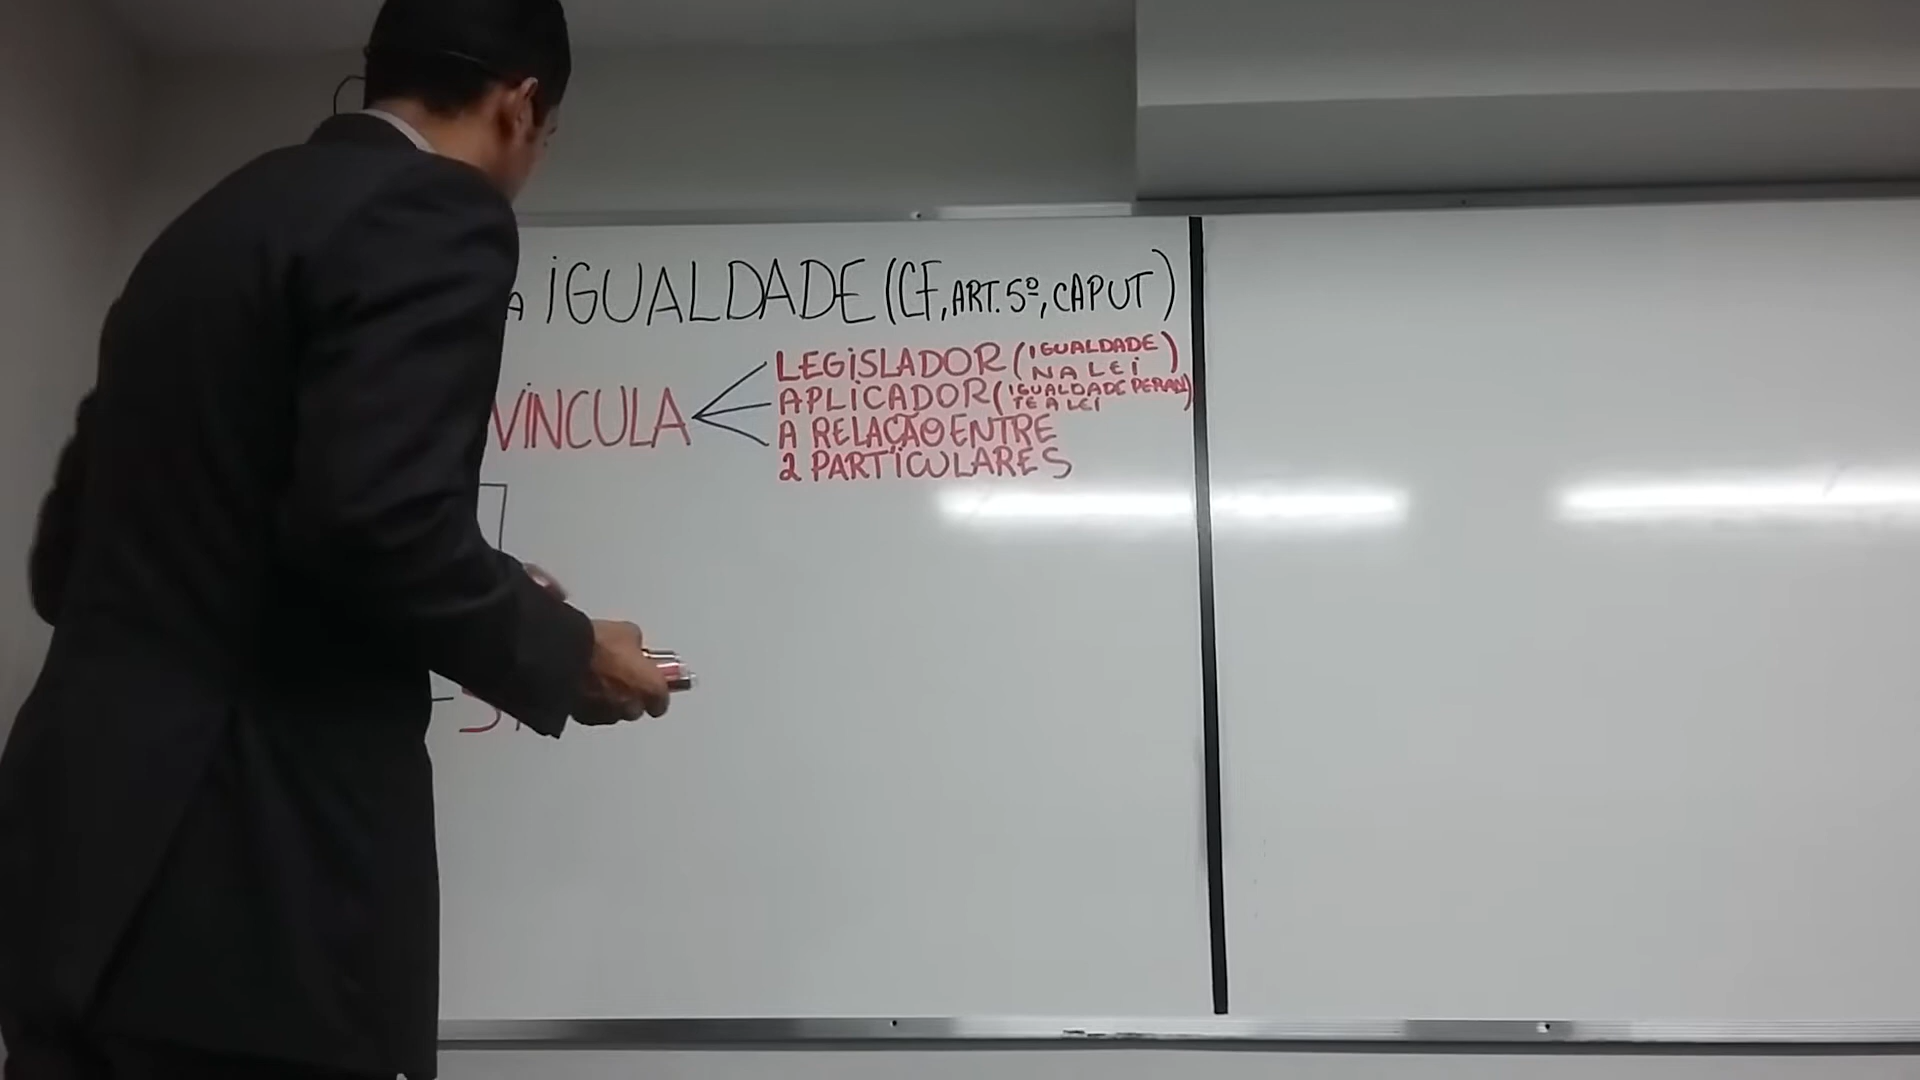 A IGUALDADE (CF, ART. 5º, CAPUT)
VINCULA
LEGISLADOR (IGUALDADE NA LEI)
APLICADOR (IGUALDADE PERANTE A LEI)
A RELAÇÃO ENTRE
2 PARTICULARES